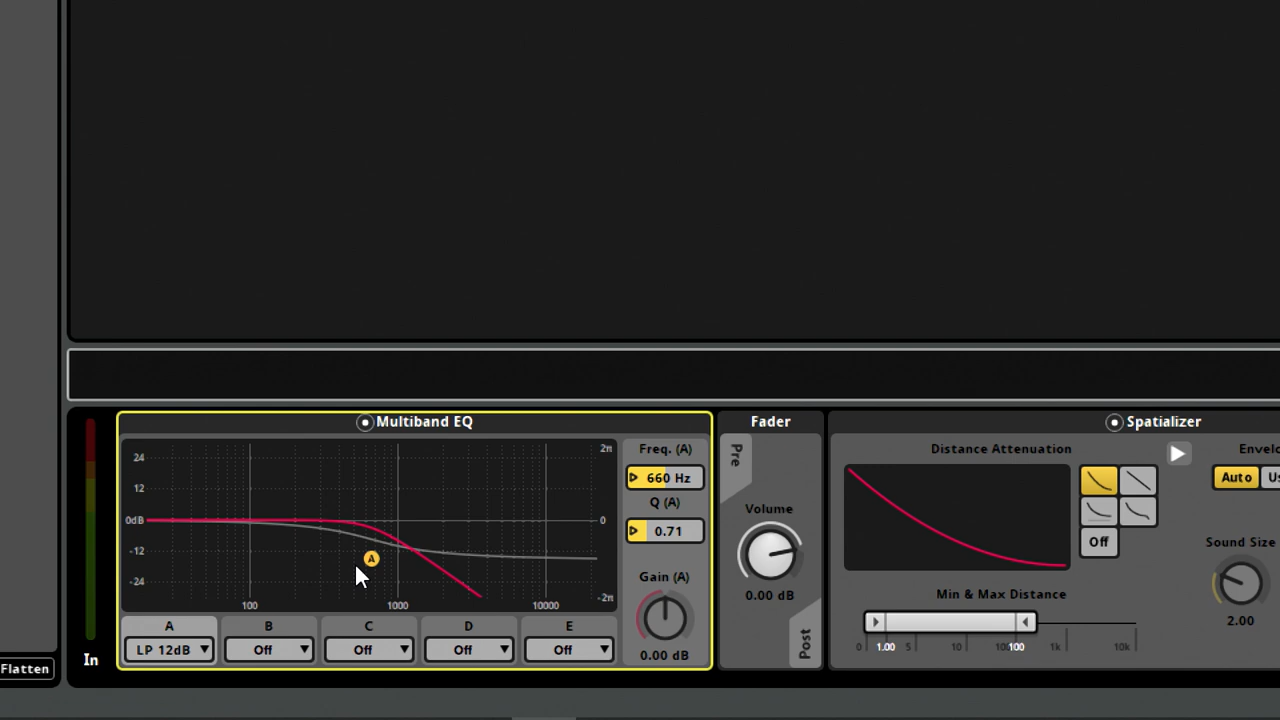 Flatten
In
Multiband EQ
24
12
0dB
-12
-24
2π
0
-2π
100
1000
10000
A
A
B
C
D
E
LP 12dB
Off
Off
Off
Off
Freq. (A)
660 Hz
Q (A)
0.71
Gain (A)
0.00 dB
Fader
Pre
Volume
0.00 dB
Post
Spatializer
Distance Attenuation
Off
Min & Max Distance
0
1.00
5
10
100
1k
10k
Auto
Sound Size
2.00